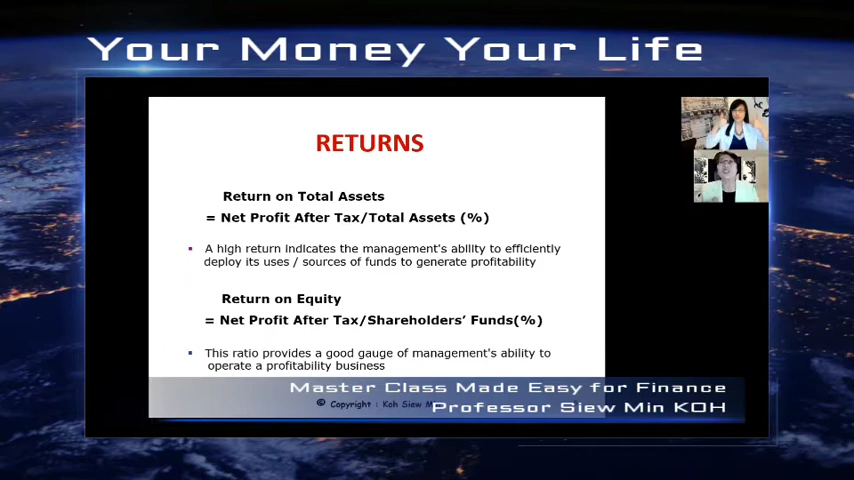 Your Money Your Life
RETURNS
Return on Total Assets
= Net Profit After Tax/Total Assets (%)
▪ A high return indicates the management's ability to efficiently
deploy its uses / sources of funds to generate profitability
Return on Equity
= Net Profit After Tax/Shareholders' Funds(%)
▪ This ratio provides a good gauge of management's ability to
operate a profitability business
Master Class Made Easy for Finance
© Copyright : Koh Siew
Professor Siew Min KOH